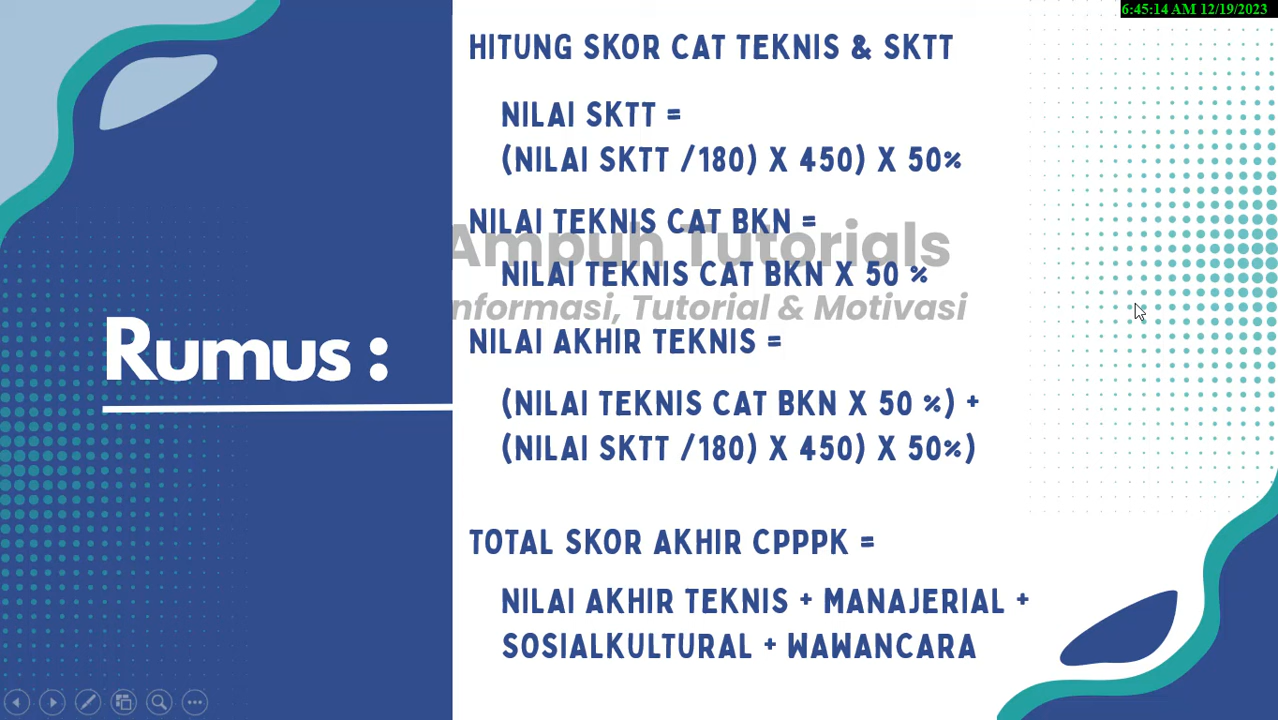 6:45:14 AM 12/19/2023
HITUNG SKOR CAT TEKNIS & SKTT
NILAI SKTT =
(NILAI SKTT /180) X 450) X 50%
NILAI TEKNIS CAT BKN =
Ampuh Tutorials
NILAI TEKNIS CAT BKN X 50 %
Informasi, Tutorial & Motivasi
Rumus :
NILAI AKHIR TEKNIS =
(NILAI TEKNIS CAT BKN X 50 %) +
(NILAI SKTT /180) X 450) X 50%)
TOTAL SKOR AKHIR CPPPK =
NILAI AKHIR TEKNIS + MANAJERIAL +
SOSIALKULTURAL + WAWANCARA